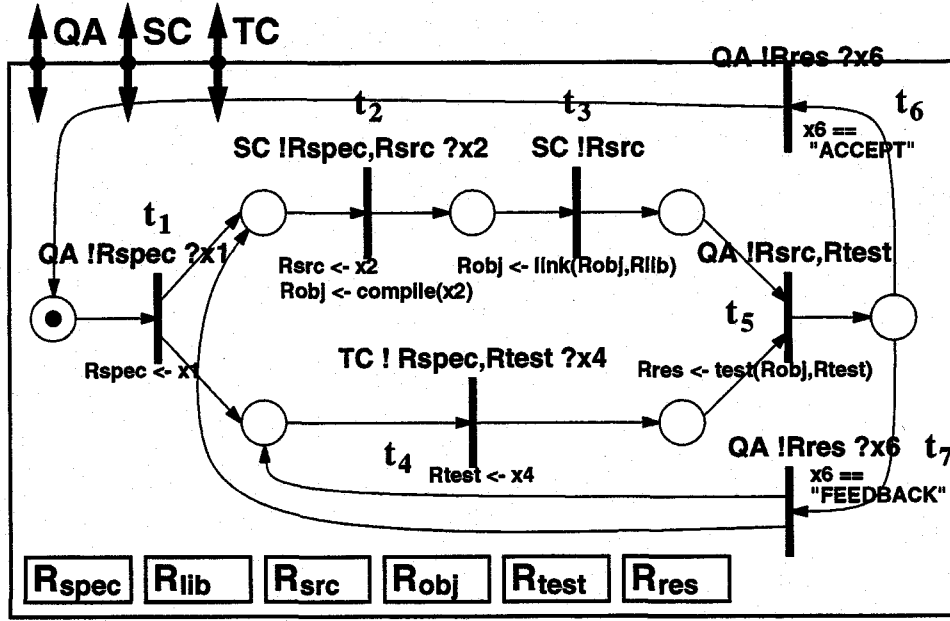 QA SC TC
QA !Rres ?x6
t2 t3 t6
x6 ==
"ACCEPT"
SC !Rspec,Rsrc ?x2 SC !Rsrc
t1
QA !Rspec ?x1 QA !Rsrc,Rtest
Rsrc <- x2 Robj <- link(Robj,Rlib)
Robj <- compile(x2)
t5
TC ! Rspec,Rtest ?x4
Rspec <- x1 Rres <- test(Robj,Rtest)
QA !Rres ?x6 t7
t4
Rtest <- x4 x6 ==
"FEEDBACK"
Rspec Rlib Rsrc Robj Rtest Rres